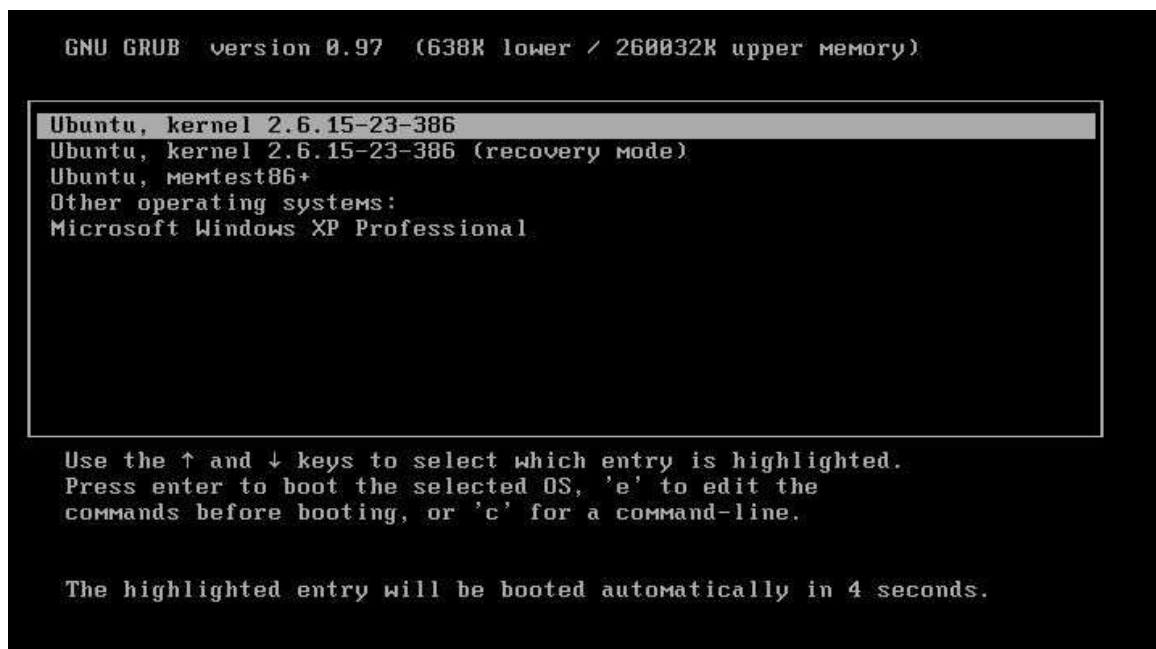 GNU GRUB version 0.97 (638K lower / 260032K upper memory)
Ubuntu, kernel 2.6.15-23-386
Ubuntu, kernel 2.6.15-23-386 (recovery mode)
Ubuntu, memtest86+
Other operating systems:
Microsoft Windows XP Professional
Use the ↑ and ↓ keys to select which entry is highlighted.
Press enter to boot the selected OS, 'e' to edit the
commands before booting, or 'c' for a command-line.
The highlighted entry will be booted automatically in 4 seconds.